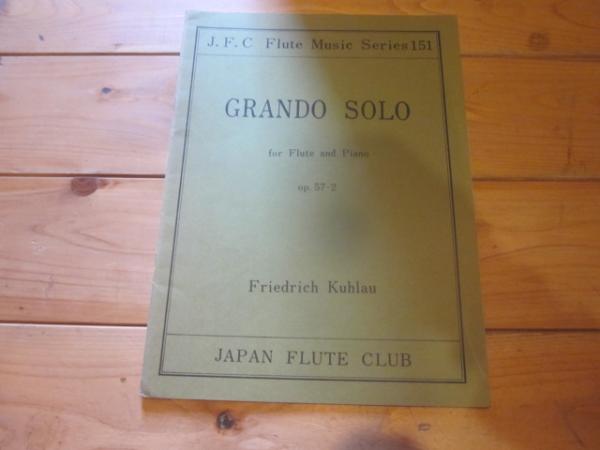 J. F. C Flute Music Series 151
GRANDO SOLO
for Flute and Piano
op. 57-2
Friedrich Kuhlau
JAPAN FLUTE CLUB